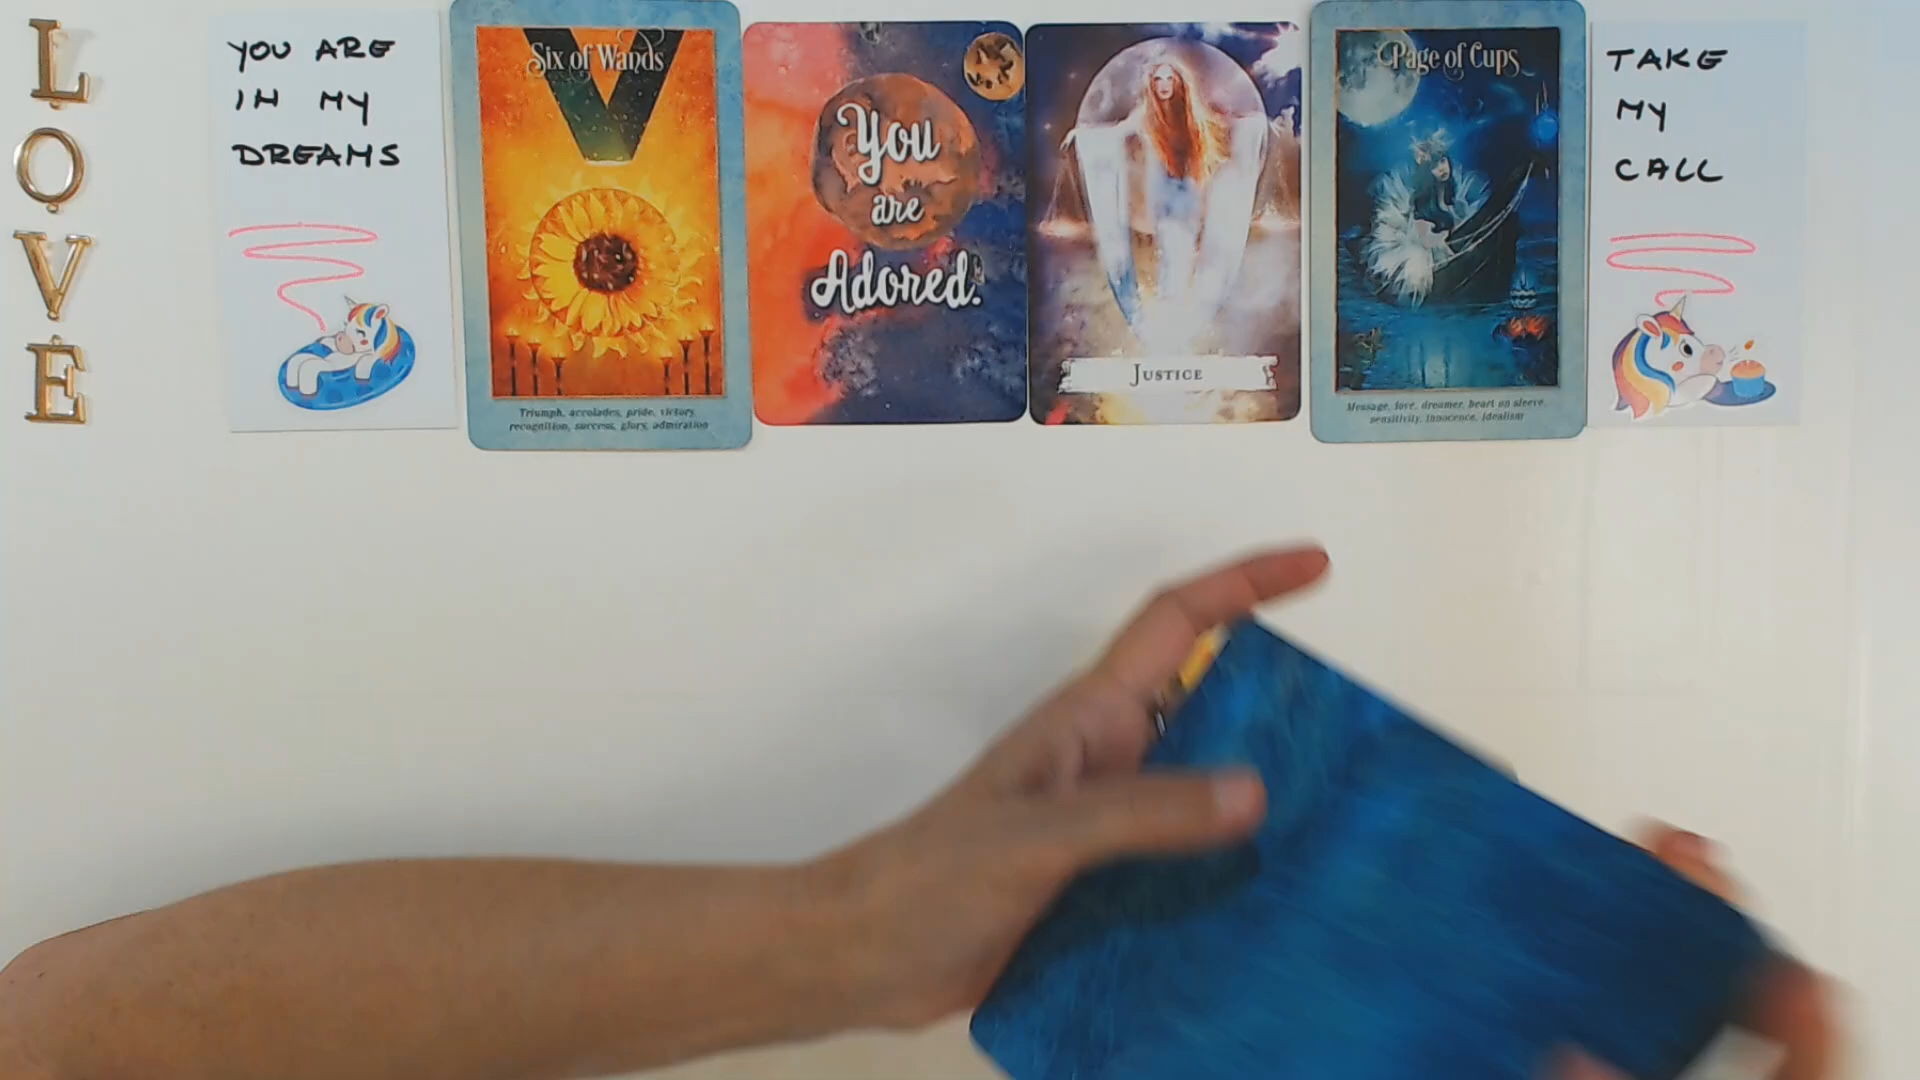 LOVE
YOU ARE
IN MY
DREAMS
Six of Wands
Triumph, accolades, pride, victory,
recognition, success, glory, admiration
You
are
Adored.
JUSTICE
Page of Cups
Message, love, dreamer, heart on sleeve,
sensitivity, innocence, idealism
TAKE
MY
CALL